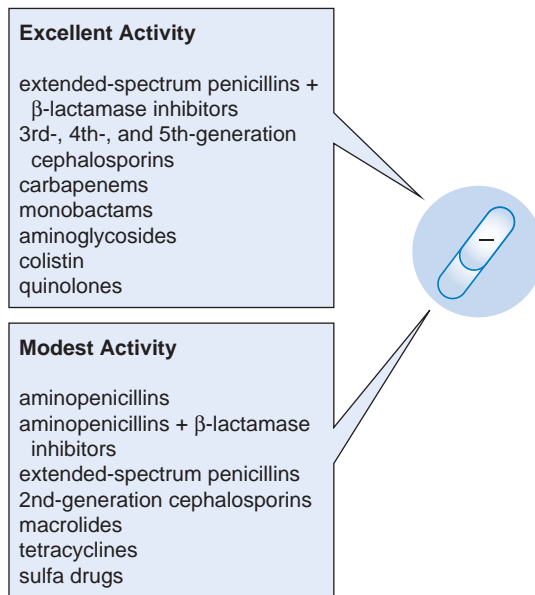 Excellent Activity
extended-spectrum penicillins +
β-lactamase inhibitors
3rd-, 4th-, and 5th-generation
cephalosporins
carbapenems
monobactams
aminoglycosides
colistin
quinolones
–
Modest Activity
aminopenicillins
aminopenicillins + β-lactamase
inhibitors
extended-spectrum penicillins
2nd-generation cephalosporins
macrolides
tetracyclines
sulfa drugs